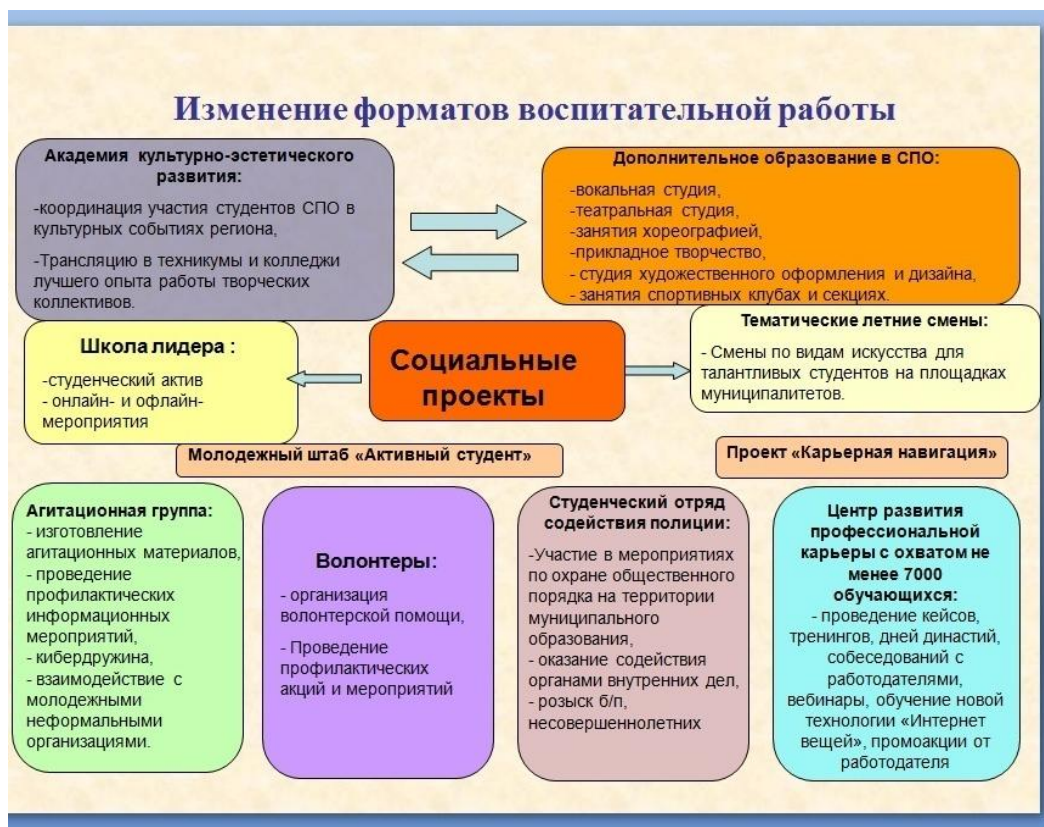 Изменение форматов воспитательной работы
Академия культурно-эстетического
развития:
-координация участия студентов СПО в
культурных событиях региона,
-Трансляцию в техникумы и колледжи
лучшего опыта работы творческих
коллективов.
Дополнительное образование в СПО:
-вокальная студия,
-театральная студия,
-занятия хореографией,
-прикладное творчество,
- студия художественного оформления и дизайна,
- занятия спортивных клубах и секциях.
Школа лидера :
-студенческий актив
- онлайн- и офлайн-
мероприятия
Социальные
проекты
Тематические летние смены:
- Смены по видам искусства для
талантливых студентов на площадках
муниципалитетов.
Молодежный штаб «Активный студент»
Проект «Карьерная навигация»
Агитационная группа:
- изготовление
агитационных материалов,
- проведение
профилактических
информационных
мероприятий,
- кибердружина,
- взаимодействие с
молодежными
неформальными
организациями.
Волонтеры:
- организация
волонтерской помощи,
- Проведение
профилактических
акций и мероприятий
Студенческий отряд
содействия полиции:
-Участие в мероприятиях
по охране общественного
порядка на территории
муниципального
образования,
- оказание содействия
органами внутренних дел,
- розыск б/п,
несовершеннолетних
Центр развития
профессиональной
карьеры с охватом не
менее 7000
обучающихся:
- проведение кейсов,
тренингов, дней династий,
собеседований с
работодателями,
вебинары, обучение новой
технологии «Интернет
вещей», промоакции от
работодателя